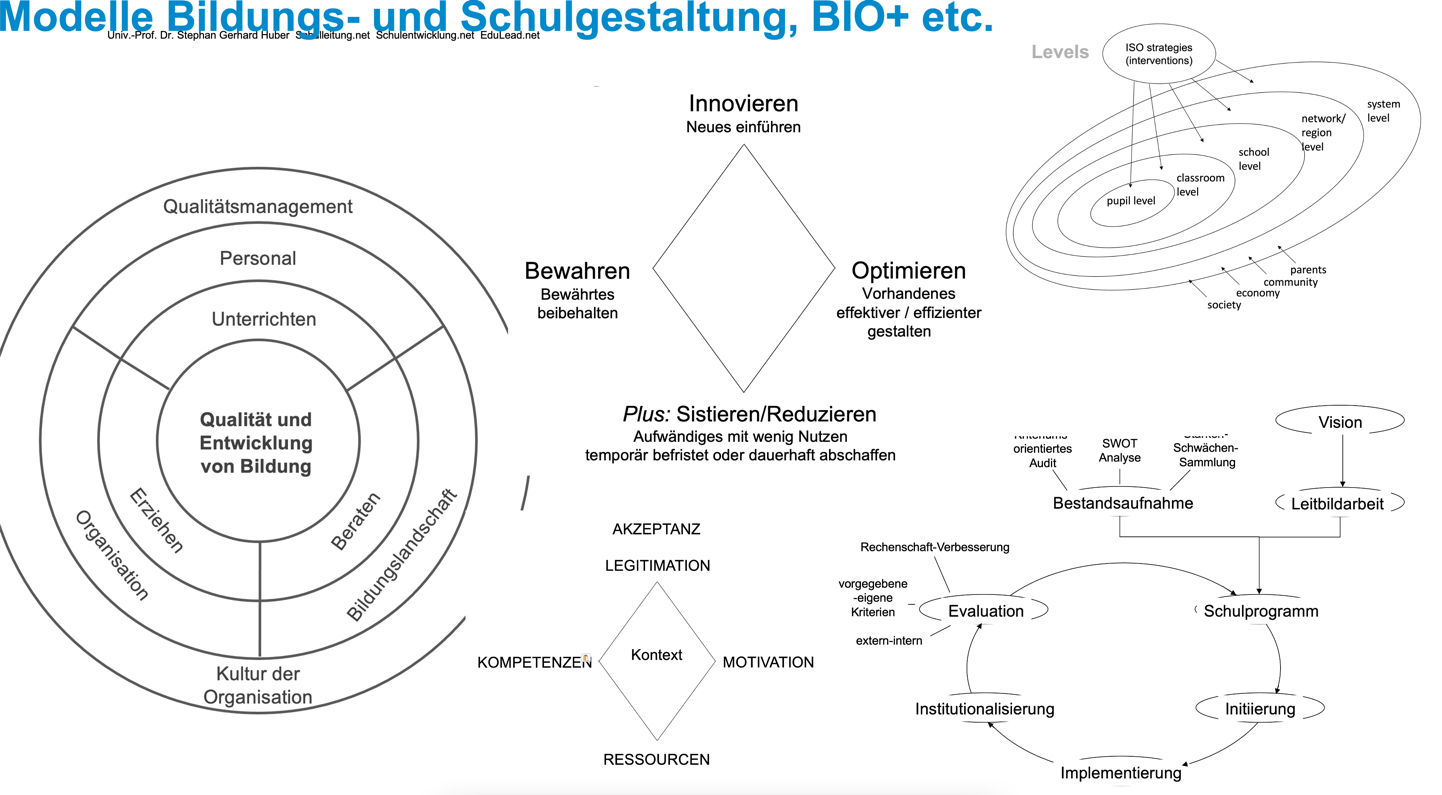 Modelle Bildungs- und Schulgestaltung, BIO+ etc.
Univ.-Prof. Dr. Stephan Gerhard Huber Schulleitung.net Schulentwicklung.net EduLead.net
Qualitätsmanagement
Personal
Unterrichten
Qualität und
Entwicklung
von Bildung
Erziehen
Beraten
Organisation
Bildungslandschaft
Kultur der
Organisation
Innovieren
Neues einführen
Bewahren
Bewährtes
beibehalten
Optimieren
Vorhandenes
effektiver / effizienter
gestalten
Plus: Sistieren/Reduzieren
Aufwändiges mit wenig Nutzen
temporär befristet oder dauerhaft abschaffen
AKZEPTANZ
LEGITIMATION
KOMPETENZEN
Kontext
MOTIVATION
RESSOURCEN
Levels
ISO strategies
(interventions)
system
level
network/
region
level
school
level
classroom
level
pupil level
parents
community
economy
society
Vision
Kriteriums
orientiertes
Audit
SWOT
Analyse
Stärken-
Schwächen-
Sammlung
Bestandsaufnahme
Leitbildarbeit
Rechenschaft-Verbesserung
vorgegebene
-eigene
Kriterien
extern-intern
Evaluation
Schulprogramm
Institutionalisierung
Initiierung
Implementierung